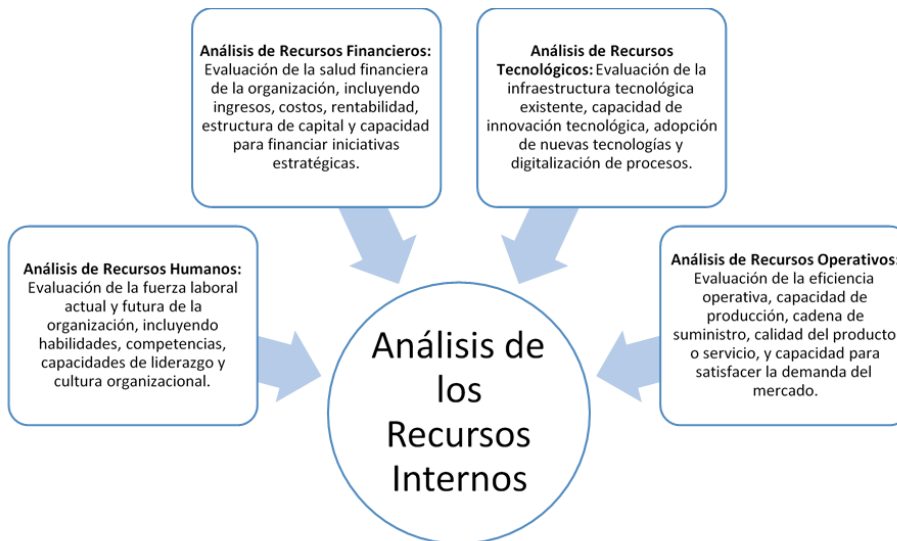 Análisis de Recursos Financieros:
Evaluación de la salud financiera
de la organización, incluyendo
ingresos, costos, rentabilidad,
estructura de capital y capacidad
para financiar iniciativas
estratégicas.
Análisis de Recursos
Tecnológicos: Evaluación de la
infraestructura tecnológica
existente, capacidad de
innovación tecnológica, adopción
de nuevas tecnologías y
digitalización de procesos.
Análisis de Recursos Humanos:
Evaluación de la fuerza laboral
actual y futura de la
organización, incluyendo
habilidades, competencias,
capacidades de liderazgo y
cultura organizacional.
Análisis de Recursos Operativos:
Evaluación de la eficiencia
operativa, capacidad de
producción, cadena de
suministro, calidad del producto
o servicio, y capacidad para
satisfacer la demanda del
mercado.
Análisis de
los
Recursos
Internos